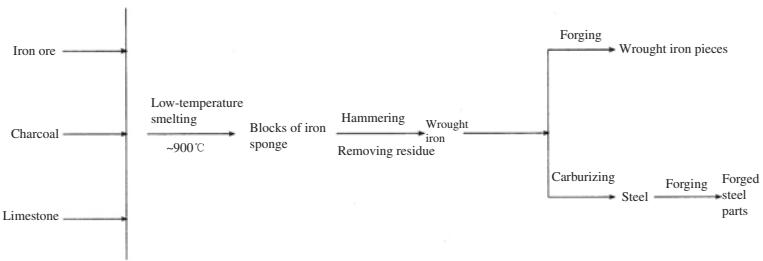 Iron ore
Charcoal
Limestone
Low-temperature
smelting
~900℃
Blocks of iron
sponge
Hammering
Removing residue
Wrought
iron
Forging
Wrought iron pieces
Carburizing
Steel
Forging
Forged
steel
parts